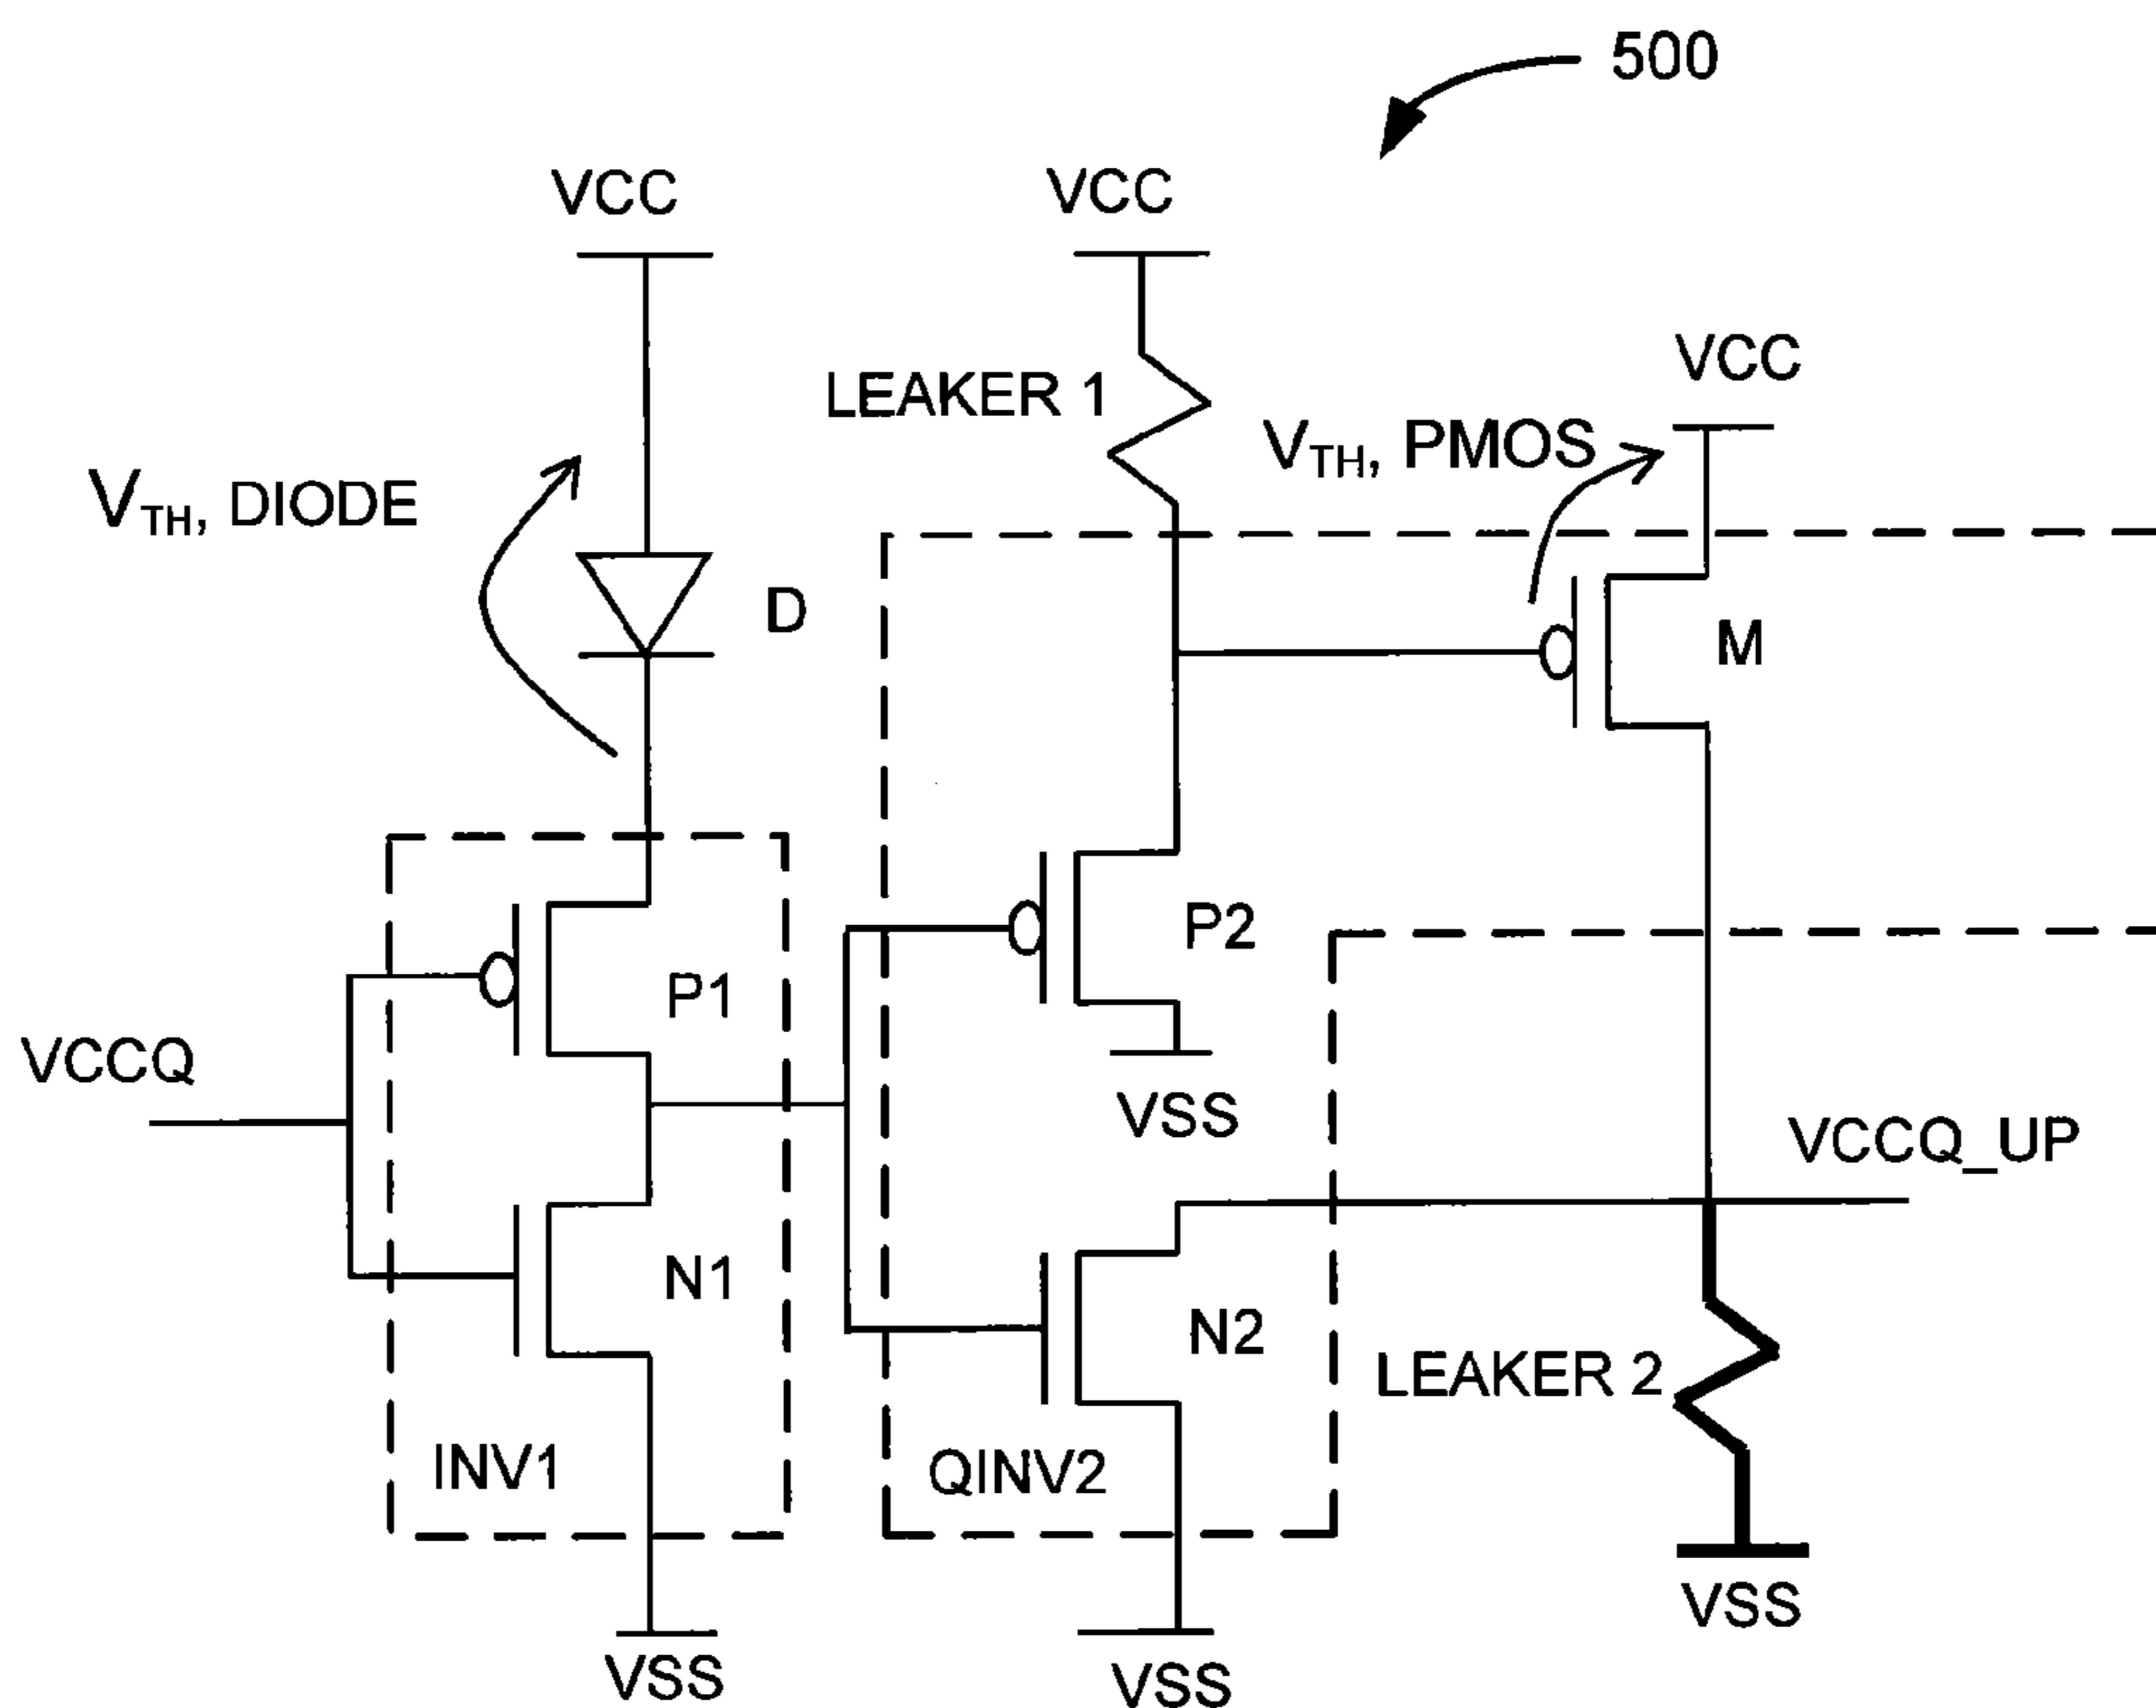 500
VCC
VCC
VCC
LEAKER 1
VTH, PMOS
VTH, DIODE
D
M
P2
P1
VCCQ
VSS
VCCQ_UP
N1
N2
LEAKER 2
INV1
QINV2
VSS
VSS
VSS